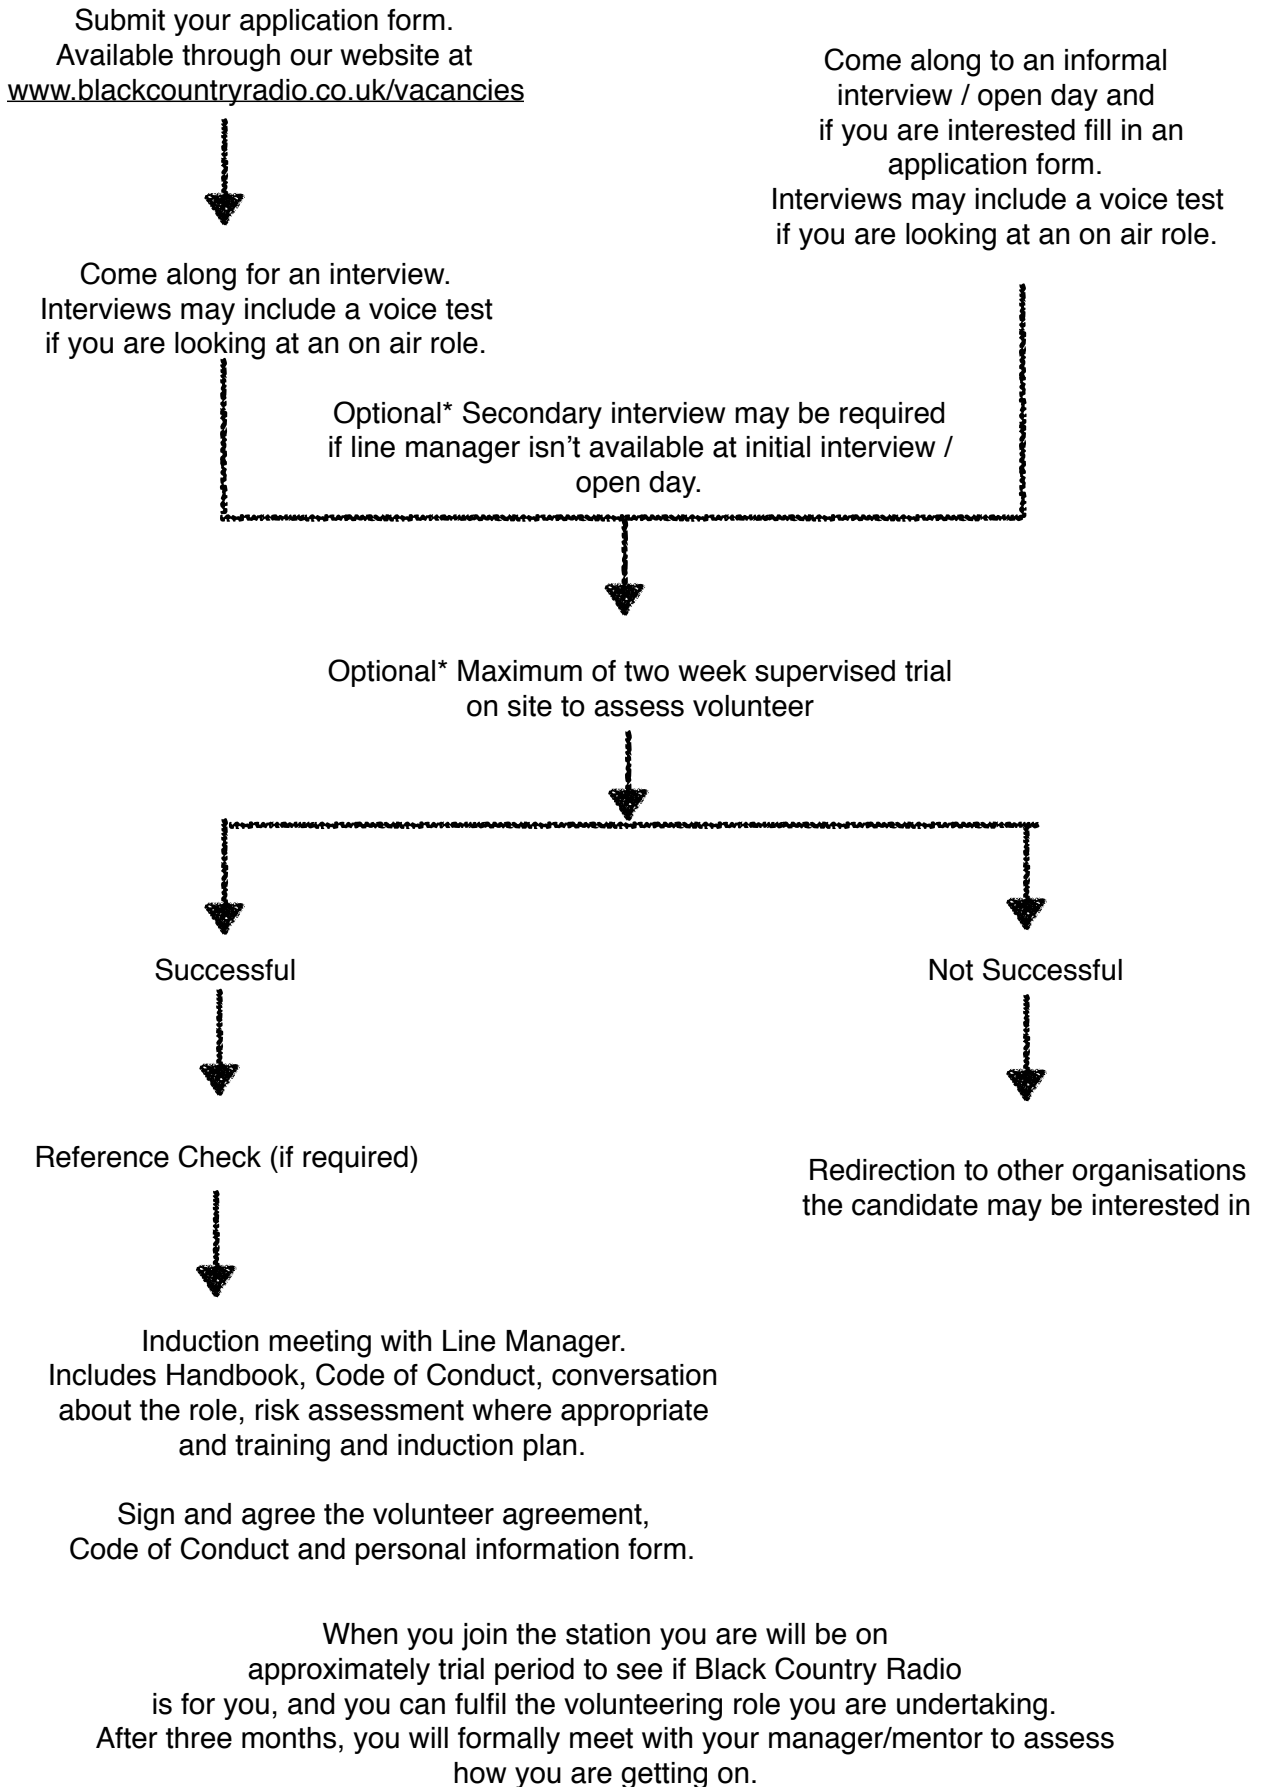 Submit your application form.
Available through our website at
www.blackcountryradio.co.uk/vacancies
Come along to an informal
interview / open day and
if you are interested fill in an
application form.
Interviews may include a voice test
if you are looking at an on air role.
Come along for an interview.
Interviews may include a voice test
if you are looking at an on air role.
Optional* Secondary interview may be required
if line manager isn’t available at initial interview /
open day.
Optional* Maximum of two week supervised trial
on site to assess volunteer
Successful
Not Successful
Reference Check (if required)
Redirection to other organisations
the candidate may be interested in
Induction meeting with Line Manager.
Includes Handbook, Code of Conduct, conversation
about the role, risk assessment where appropriate
and training and induction plan.
Sign and agree the volunteer agreement,
Code of Conduct and personal information form.
When you join the station you are will be on
approximately trial period to see if Black Country Radio
is for you, and you can fulfil the volunteering role you are undertaking.
After three months, you will formally meet with your manager/mentor to assess
how you are getting on.